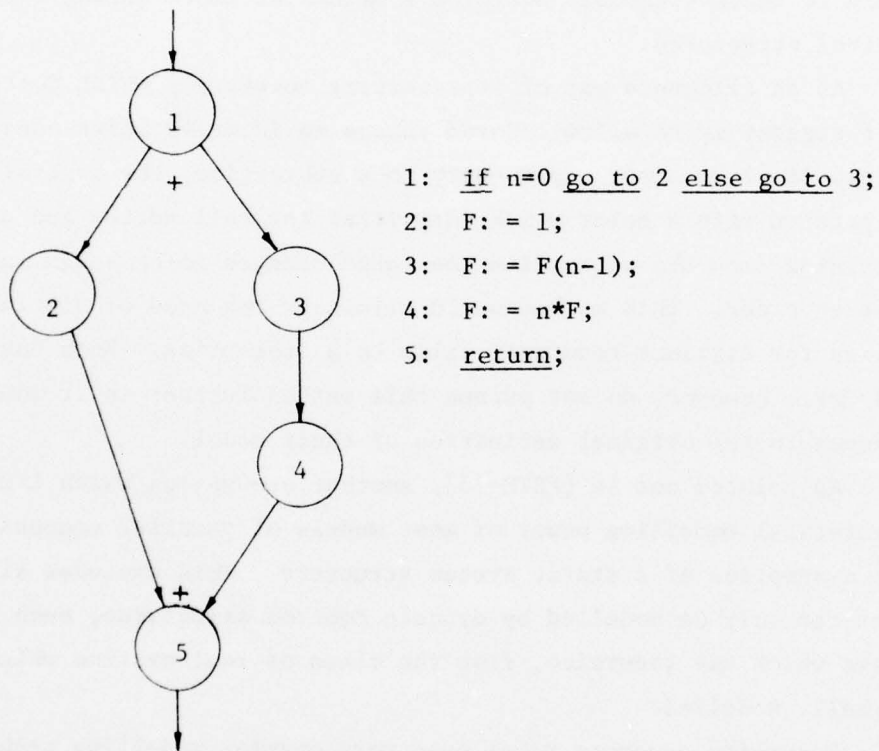 1
+
1: if n=0 go to 2 else go to 3;
2: F: = 1;
2
3
3: F: = F(n-1);
4: F: = n*F;
5: return;
4
+
5